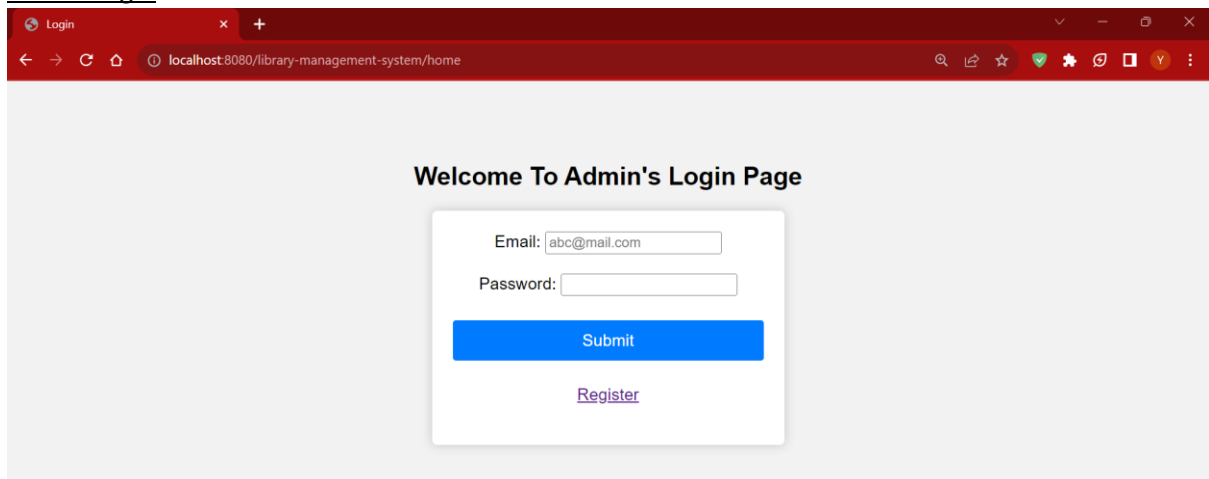 Login
localhost:8080/library-management-system/home
Y
Welcome To Admin's Login Page
Email: abc@mail.com
Password:
Submit
Register